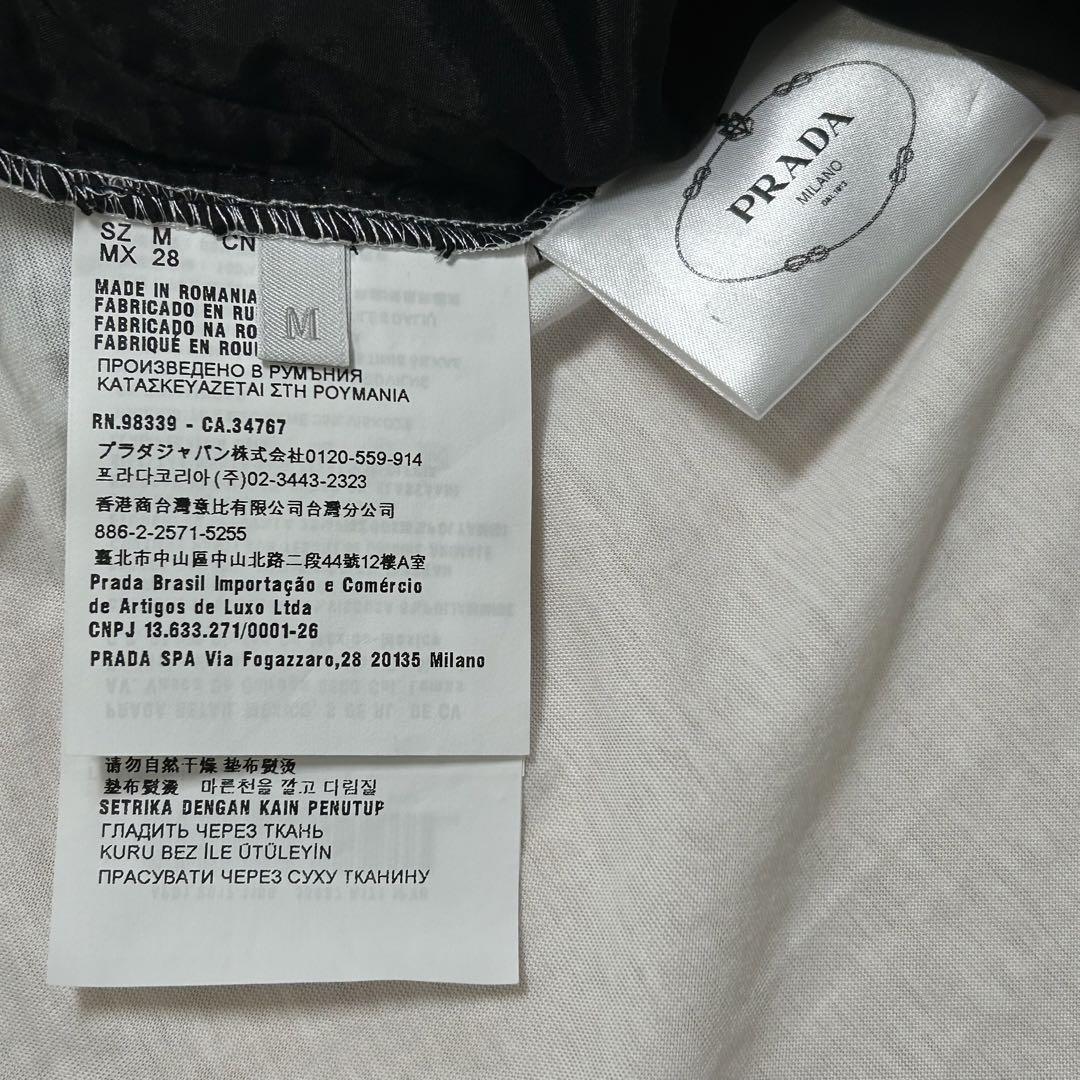 SZ M CN
MX 28
M
MADE IN ROMANIA
FABRICADO EN RU
FABRICADO NA RO
FABRIQUÉ EN ROU
ПРОИЗВЕДЕНО В РУМЪНИЯ
ΚΑΤΑΣΚΕΥΑΖΕΤΑΙ ΣΤΗ ΡΟΥΜΑΝΙΑ
RN.98339 - CA.34767
プラダジャパン株式会社0120-559-914
프라다코리아(주)02-3443-2323
香港商台灣意比有限公司台灣分公司
886-2-2571-5255
臺北市中山區中山北路二段44號12樓A室
Prada Brasil Importação e Comércio
de Artigos de Luxo Ltda
CNPJ 13.633.271/0001-26
PRADA SPA Via Fogazzaro,28 20135 Milano
请勿自然干燥 垫布熨烫
墊布熨燙 마른천을 깔고 다림질
SETRIKA DENGAN KAIN PENUTUP
ГЛАДИТЬ ЧЕРЕЗ ТКАНЬ
KURU BEZ İLE ÜTÜLEYİN
ПРАСУВАТИ ЧЕРЕЗ СУХУ ТКАНИНУ
PRADA
MILANO
DAL 1913